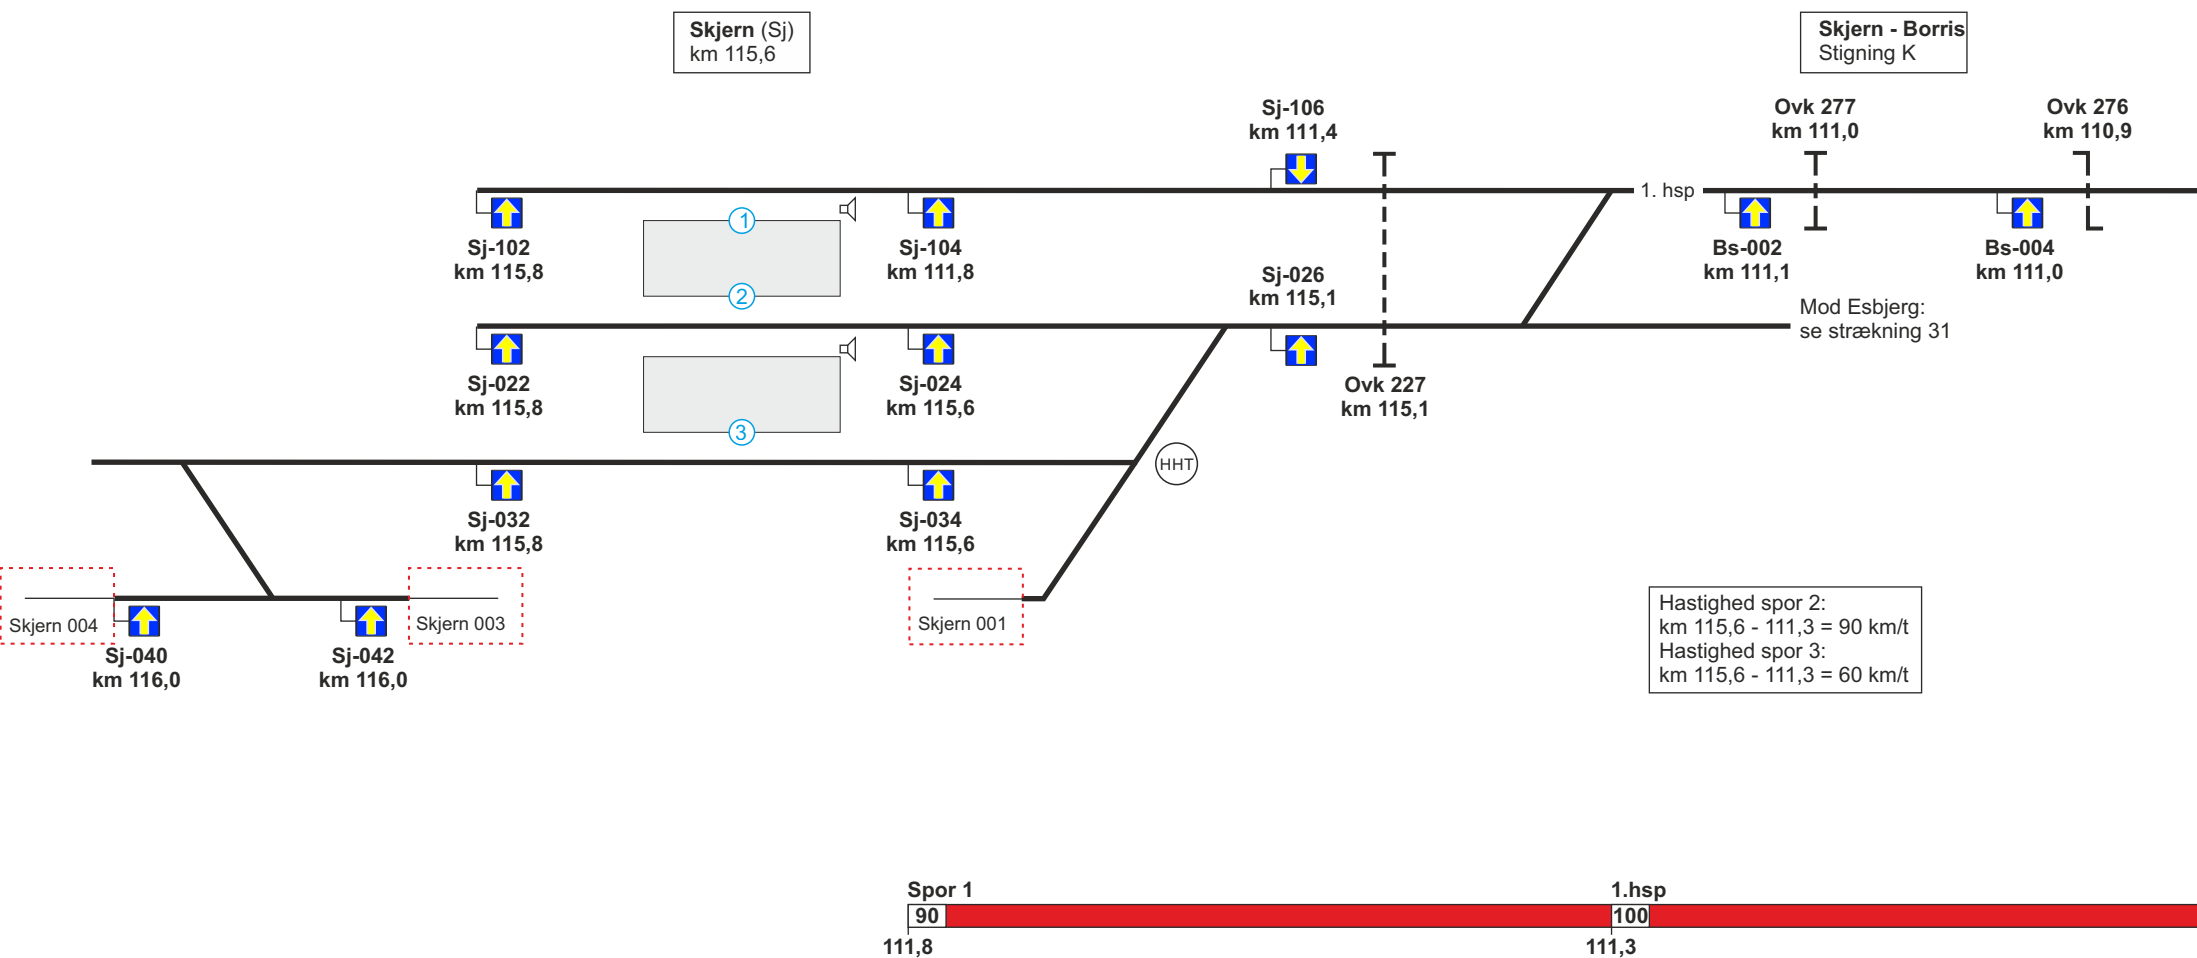 Skjern (Sj)
km 115,6
Skjern - Borris
Stigning K
Sj-106
km 111,4
Ovk 277
km 111,0
Ovk 276
km 110,9
1. hsp
1
Sj-102
km 115,8
Sj-104
km 111,8
Bs-002
km 111,1
Bs-004
km 111,0
2
Sj-026
km 115,1
Mod Esbjerg:
se strækning 31
Sj-022
km 115,8
Sj-024
km 115,6
Ovk 227
km 115,1
3
HHT
Sj-032
km 115,8
Sj-034
km 115,6
Skjern 004
Skjern 003
Skjern 001
Sj-040
km 116,0
Sj-042
km 116,0
Hastighed spor 2:
km 115,6 - 111,3 = 90 km/t
Hastighed spor 3:
km 115,6 - 111,3 = 60 km/t
Spor 1
1.hsp
90
100
111,8
111,3